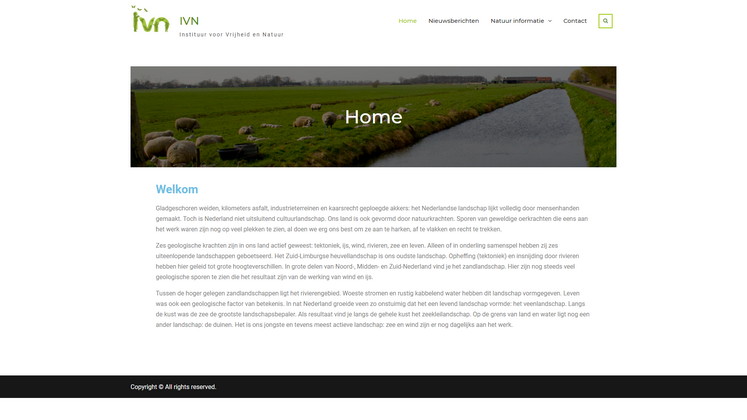 ivn
IVN
Instituur voor Vrijheid en Natuur
Home
Nieuwsberichten
Natuur informatie
Contact
Home
Welkom
Gladgeschoren weiden, kilometers asfalt, industrieterreinen en kaarsrecht geploegde akkers: het Nederlandse landschap lijkt volledig door mensenhanden
gemaakt. Toch is Nederland niet uitsluitend cultuurlandschap. Ons land is ook gevormd door natuurkrachten. Sporen van geweldige oerkrachten die eens aan
het werk waren zijn nog op veel plekken te zien, al doen we erg ons best om ze aan te harken, af te vlakken en recht te trekken.
Zes geologische krachten zijn in ons land actief geweest: tektoniek, ijs, wind, rivieren, zee en leven. Alleen of in onderling samenspel hebben zij zes
uiteenlopende landschappen geboetseerd. Het Zuid-Limburgse heuvellandschap is ons oudste landschap. Opheffing (tektoniek) en insnijding door rivieren
hebben hier geleid tot grote hoogteverschillen. In grote delen van Noord-, Midden- en Zuid-Nederland vind je het zandlandschap. Hier zijn nog steeds veel
geologische sporen te zien die het resultaat zijn van de werking van wind en ijs.
Tussen de hoger gelegen zandlandschappen ligt het rivierengebied. Woeste stromen en rustig kabbelend water hebben dit landschap vormgegeven. Leven
was ook een geologische factor van betekenis. In nat Nederland groeide veen zo onstuimig dat het een levend landschap vormde: het veenlandschap. Langs
de kust was de zee de grootste landschapsbepaler. Als resultaat vind je langs de gehele kust het zeekleilandschap. Op de grens van land en water ligt nog een
ander landschap: de duinen. Het is ons jongste en tevens meest actieve landschap: zee en wind zijn er nog dagelijks aan het werk.
Copyright © All rights reserved.